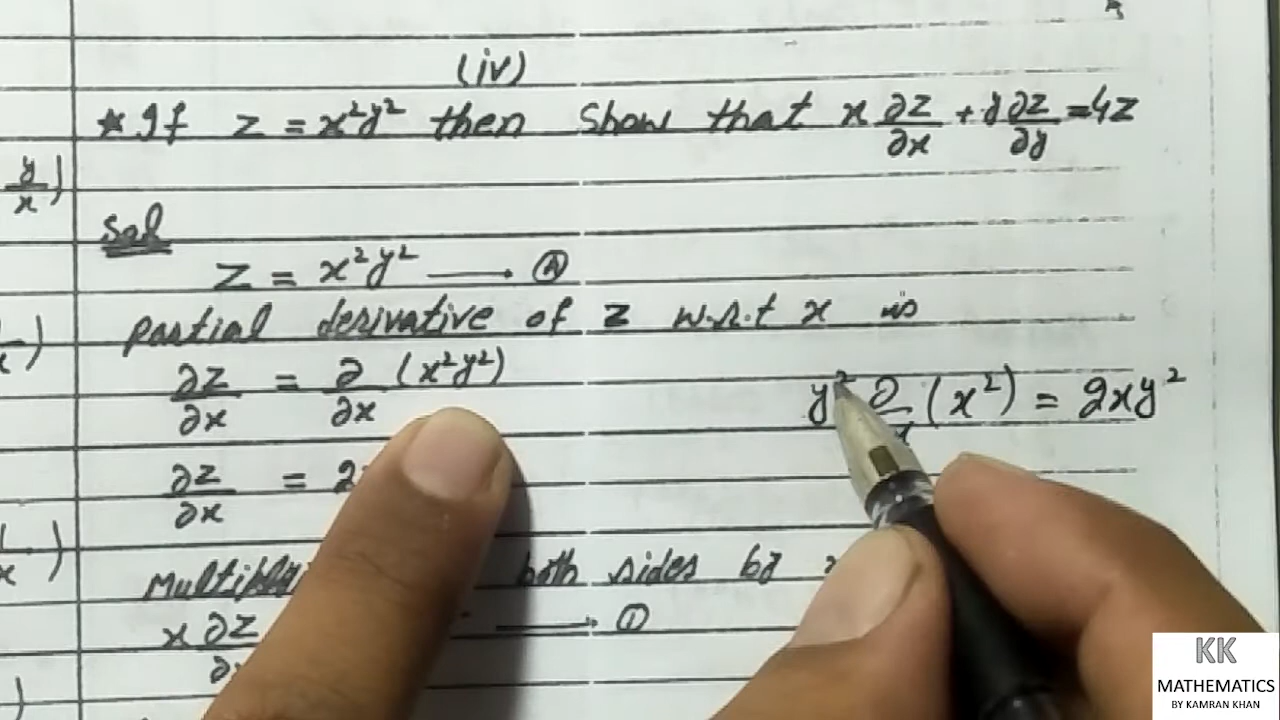 (iv)
* If z = x²y² then show that x ∂z/∂x + y ∂z/∂y = 4z
y/x)
Sol
z = x²y² → Ⓐ
Partial derivative of z w.r.t x is
∂z/∂x = ∂/∂x (x²y²)
y² ∂/x (x²) = 2xy²
∂z/∂x = 2
both sides by
x ∂z/∂ → ①
KK
MATHEMATICS
BY KAMRAN KHAN